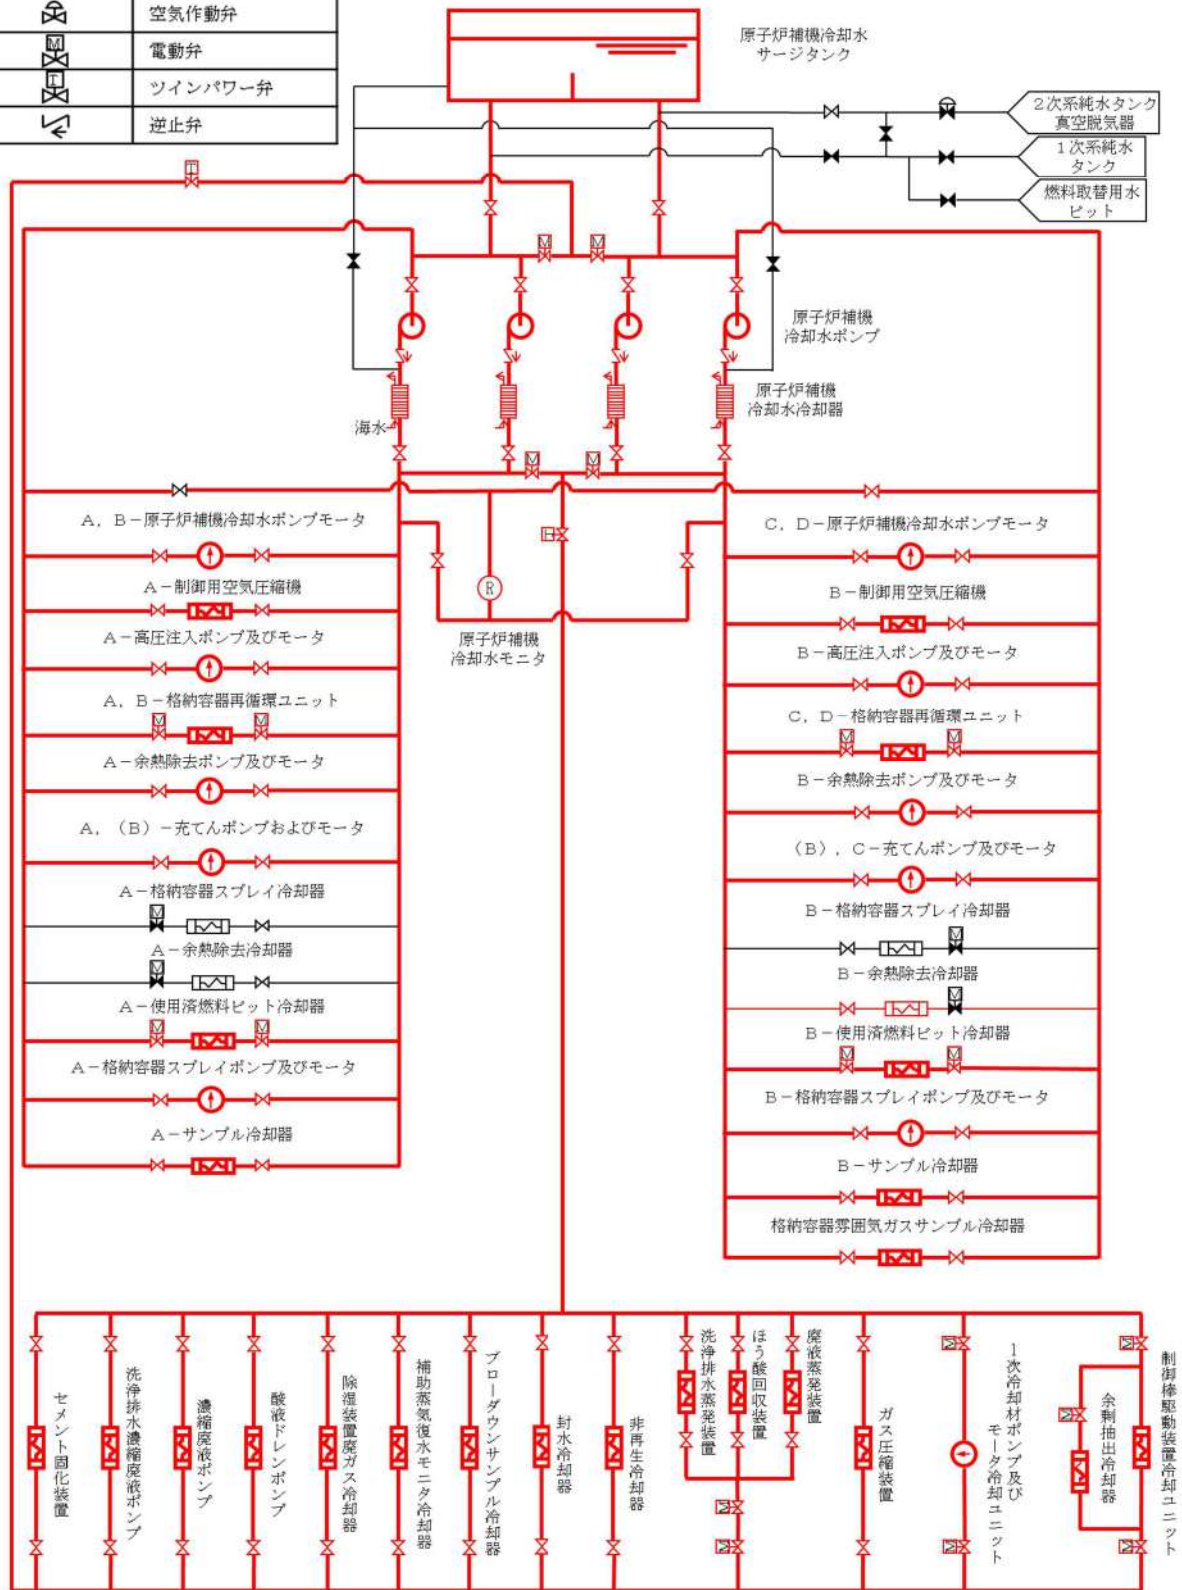 空気作動弁
M
電動弁
T
ツインパワー弁
逆止弁
原子炉補機冷却水
サージタンク
2次系純水タンク
真空脱気器
1次系純水
タンク
燃料取替用水
ピット
T
M
M
原子炉補機
冷却水ポンプ
原子炉補機
冷却水冷却器
海水
M
M
A，B－原子炉補機冷却水ポンプモータ
A－制御用空気圧縮機
A－高圧注入ポンプ及びモータ
A，B－格納容器再循環ユニット
M
M
A－余熱除去ポンプ及びモータ
A，（B）－充てんポンプおよびモータ
A－格納容器スプレイ冷却器
M
A－余熱除去冷却器
M
A－使用済燃料ピット冷却器
M
M
A－格納容器スプレイポンプ及びモータ
A－サンプル冷却器
T
R
原子炉補機
冷却水モニタ
C，D－原子炉補機冷却水ポンプモータ
B－制御用空気圧縮機
B－高圧注入ポンプ及びモータ
C，D－格納容器再循環ユニット
M
M
B－余熱除去ポンプ及びモータ
（B），C－充てんポンプ及びモータ
B－格納容器スプレイ冷却器
M
B－余熱除去冷却器
M
B－使用済燃料ピット冷却器
M
M
B－格納容器スプレイポンプ及びモータ
B－サンプル冷却器
格納容器雰囲気ガスサンプル冷却器
セメント固化装置
洗浄排水濃縮廃液ポンプ
濃縮廃液ポンプ
酸液ドレンポンプ
除湿装置廃ガス冷却器
補助蒸気復水モニタ冷却器
ブローダウンサンプル冷却器
封水冷却器
非再生冷却器
洗浄排水蒸発装置
ほう酸回収装置
廃液蒸発装置
M
M
ガス圧縮装置
M
M
1次冷却材ポンプ及び
モータ冷却ユニット
M
M
余剰抽出冷却器
M
制御棒駆動装置冷却ユニット